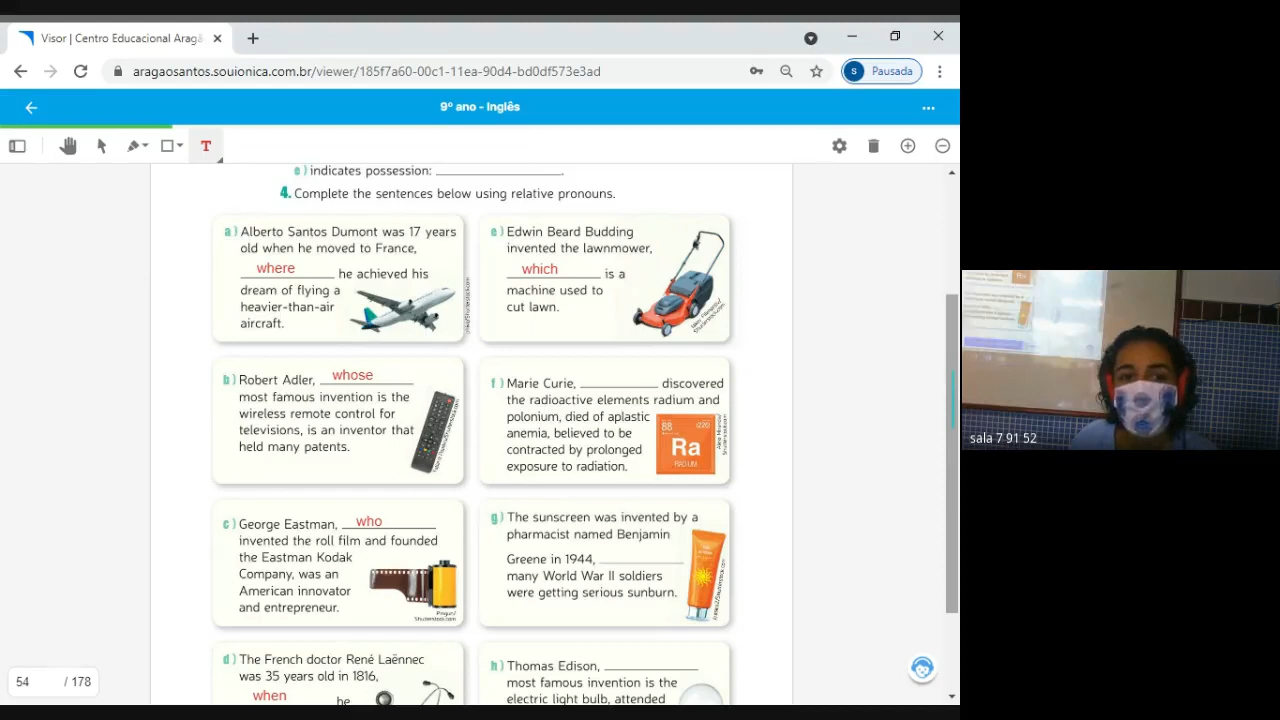 Visor | Centro Educacional Aragã
aragaosantos.souionica.com.br/viewer/185f7a60-00c1-11ea-90d4-bd0df573e3ad
S Pausada
9º ano - Inglês
T
e) indicates possession: ____________.
4. Complete the sentences below using relative pronouns.
a) Alberto Santos Dumont was 17 years
old when he moved to France,
where he achieved his
dream of flying a
heavier-than-air
aircraft.
b) Robert Adler, whose
most famous invention is the
wireless remote control for
televisions, is an inventor that
held many patents.
c) George Eastman, who
invented the roll film and founded
the Eastman Kodak
Company, was an
American innovator
and entrepreneur.
d) The French doctor René Laënnec
was 35 years old in 1816,
when he
e) Edwin Beard Budding
invented the lawnmower,
which is a
machine used to
cut lawn.
f) Marie Curie, ____________ discovered
the radioactive elements radium and
polonium, died of aplastic
anemia, believed to be
contracted by prolonged
exposure to radiation.
88
Ra
RADIUM
g) The sunscreen was invented by a
pharmacist named Benjamin
Greene in 1944, ____________
many World War II soldiers
were getting serious sunburn.
h) Thomas Edison, ____________
most famous invention is the
electric light bulb, attended
54 / 178
sala 7 91 52